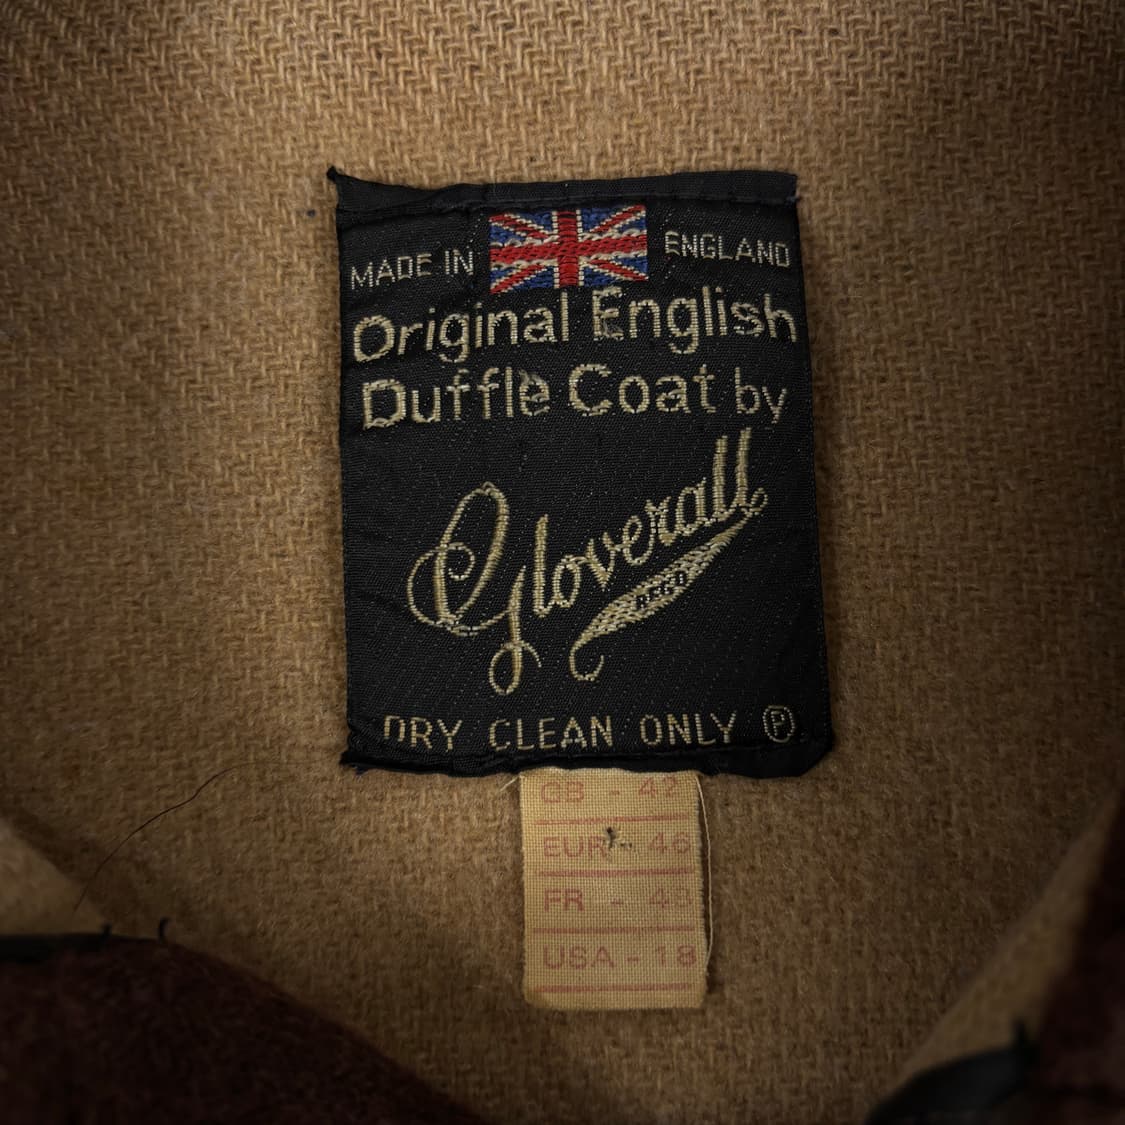 MADE IN ENGLAND
Original English
Duffle Coat by
Gloverall
REGD
DRY CLEAN ONLY Ⓟ
GB - 42
EUR - 46
FR - 48
USA - 18